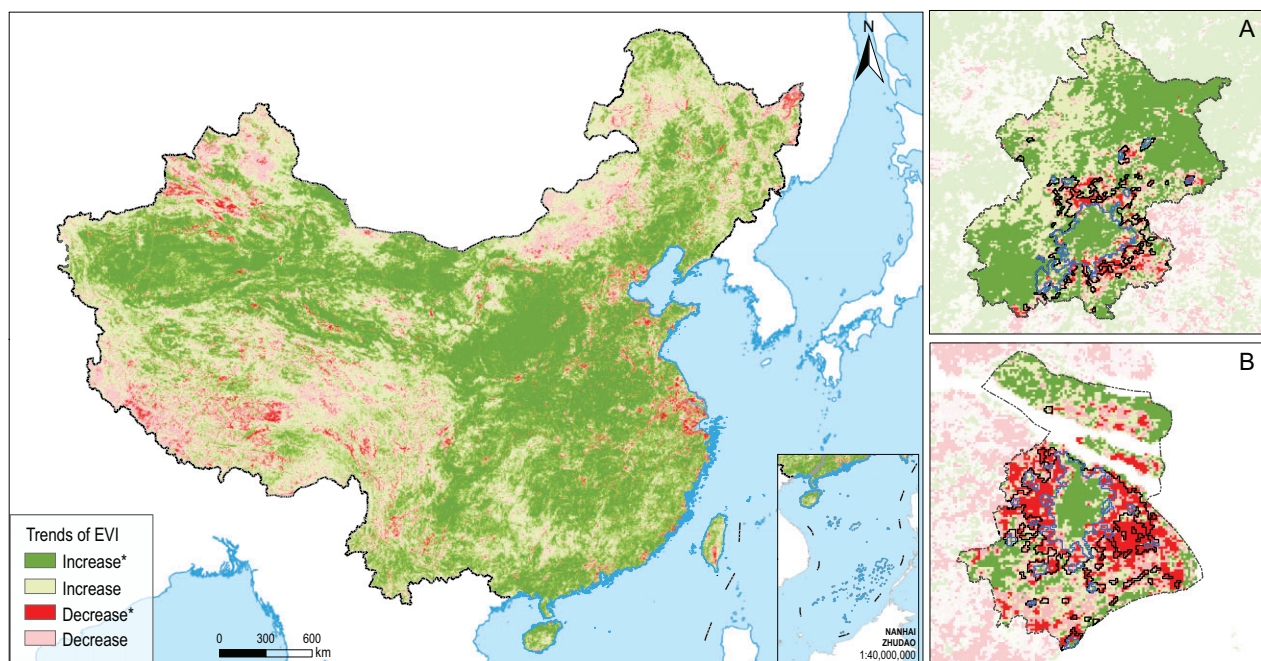 N
A
B
Trends of EVI
Increase*
Increase
Decrease*
Decrease
0 300 600
km
NANHAI
ZHUDAO
1:40,000,000